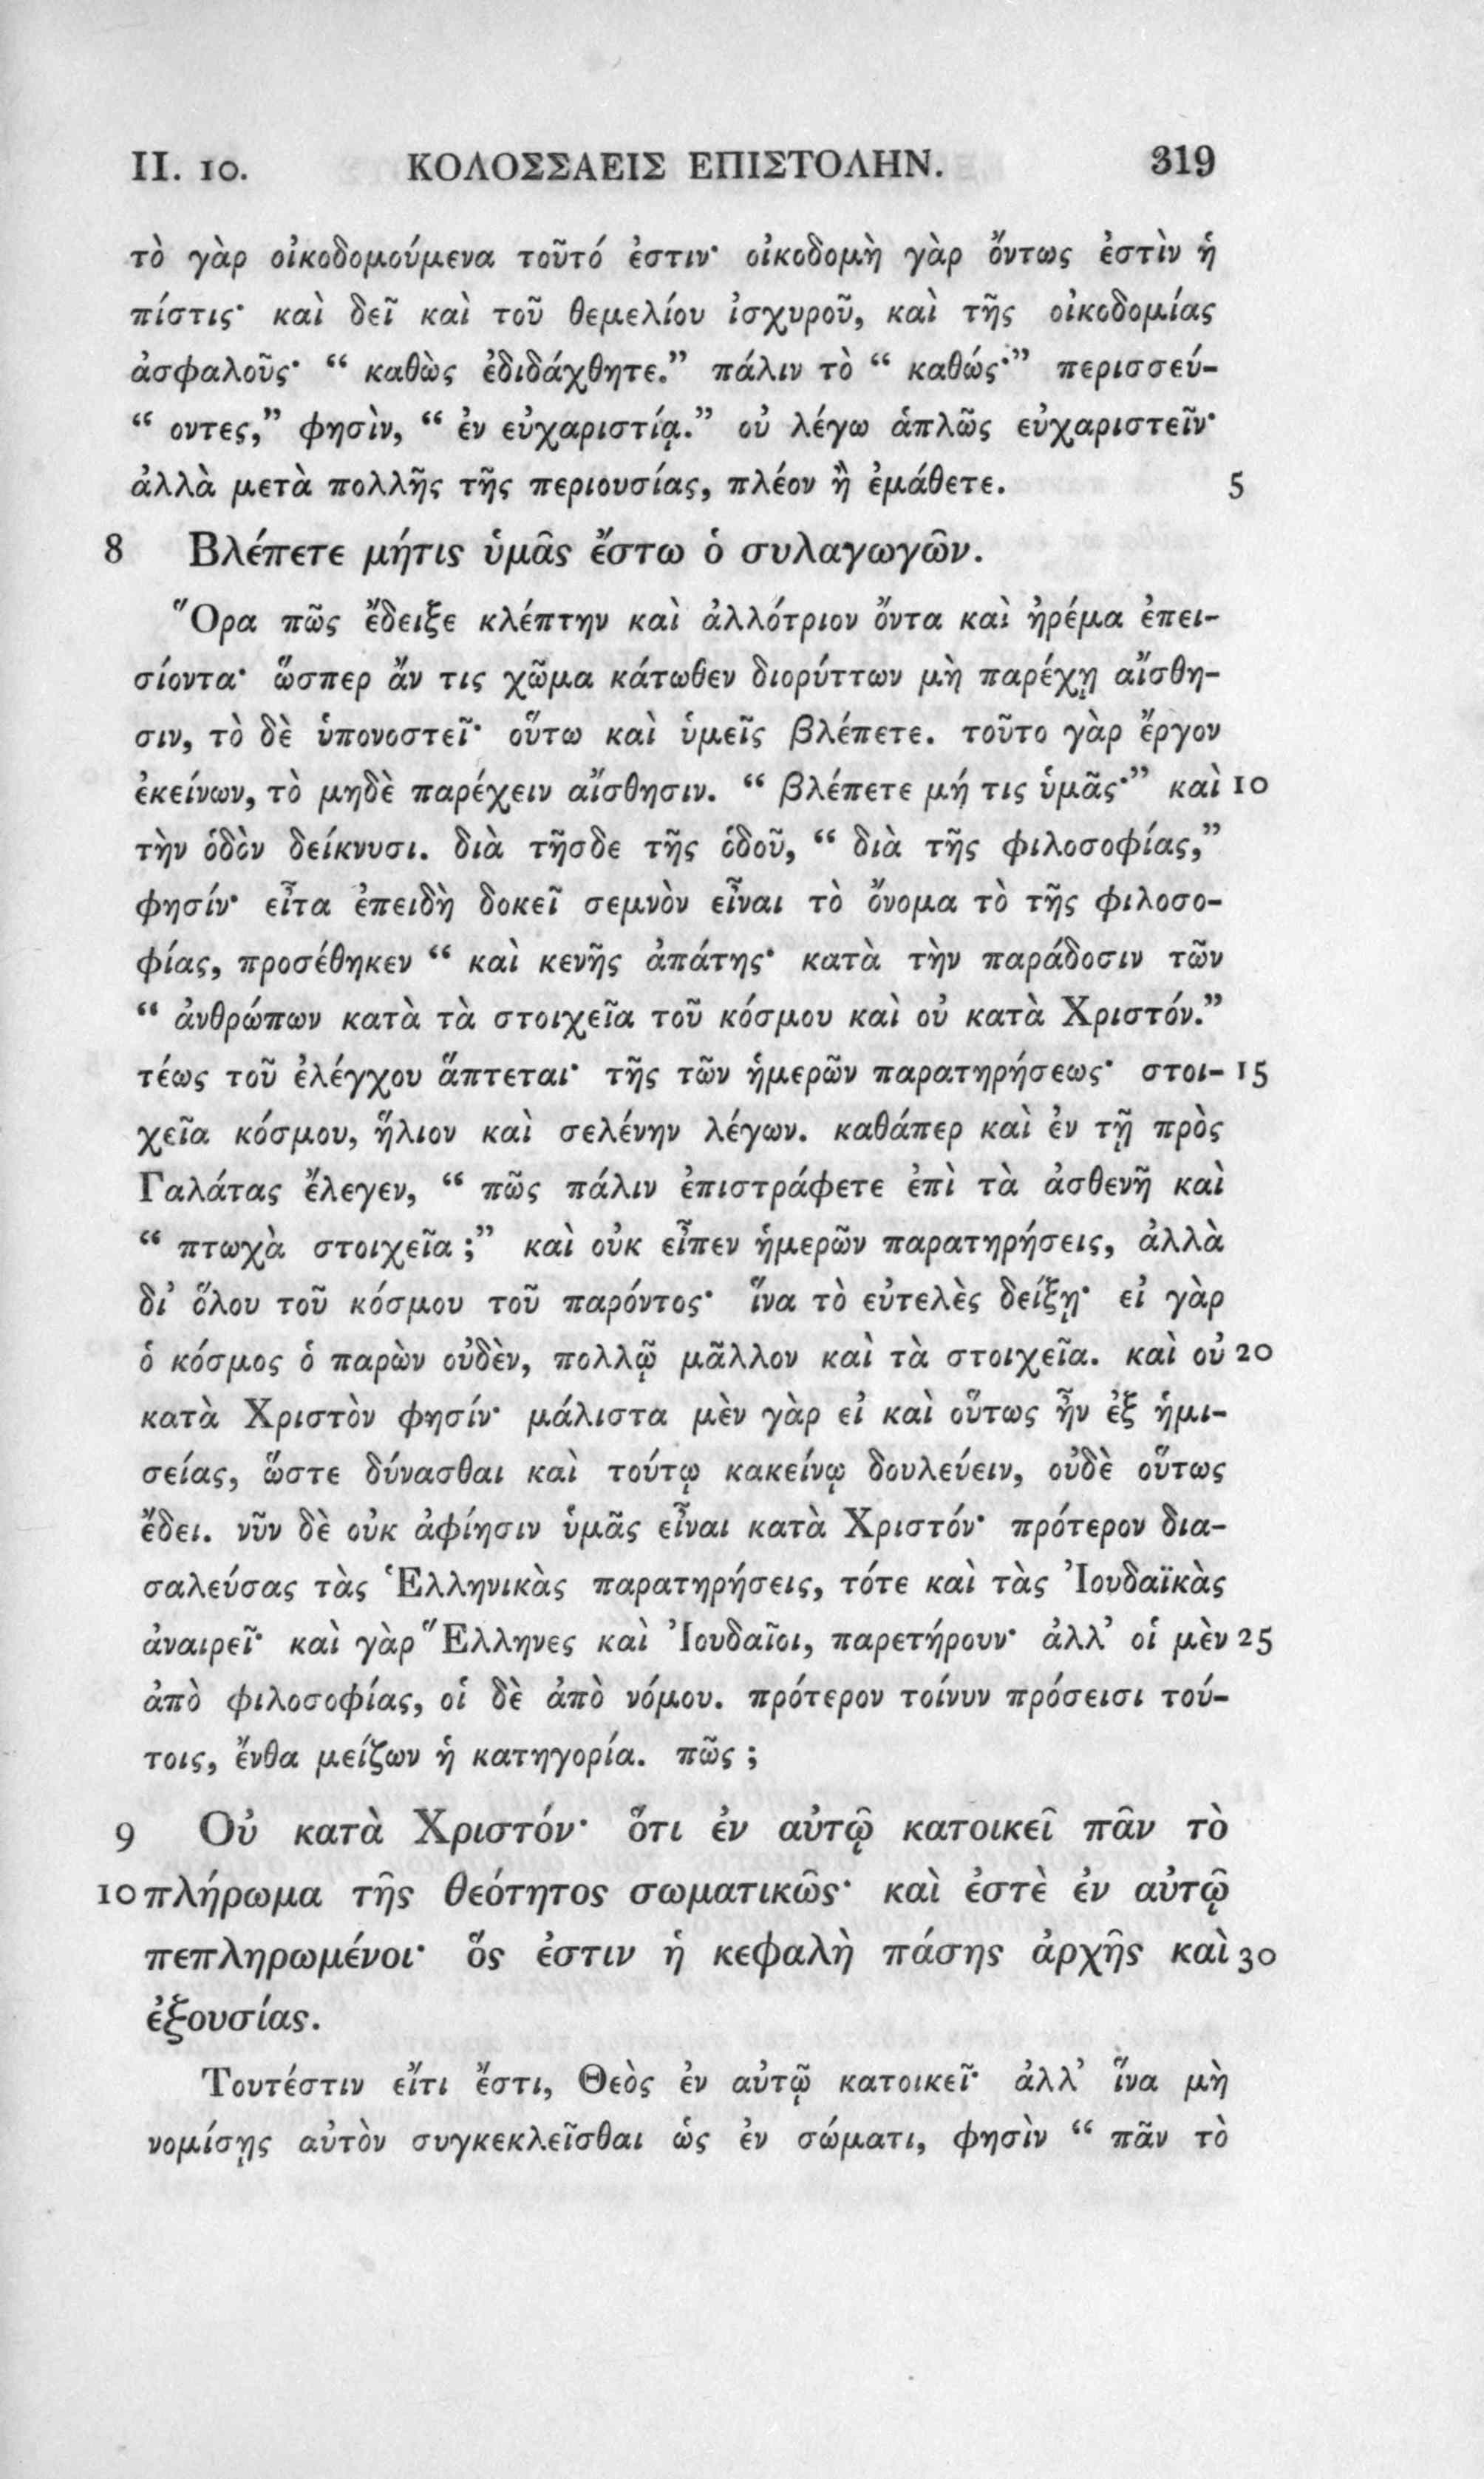 II. 10. ΚΟΛΟΣΣΑΕΙΣ ΕΠΙΣΤΟΛΗΝ. 319
τὸ γὰρ οἰκοδομούμενα τοῦτό ἐστιν· οἰκοδομὴ γὰρ ὄντως ἐστὶν ἡ
πίστις· καὶ δεῖ καὶ τοῦ θεμελίου ἰσχυροῦ, καὶ τῆς οἰκοδομίας
ἀσφαλοῦς· “ καθὼς ἐδιδάχθητε.” πάλιν τὸ “ καθώς·” περισσεύ-
“ οντες,” φησὶν, “ ἐν εὐχαριστίᾳ.” οὐ λέγω ἁπλῶς εὐχαριστεῖν·
ἀλλὰ μετὰ πολλῆς τῆς περιουσίας, πλέον ἢ ἐμάθετε. 5
8 Βλέπετε μήτις ὑμᾶς ἔστω ὁ συλαγωγῶν.
Ὅρα πῶς ἔδειξε κλέπτην καὶ ἀλλότριον ὄντα καὶ ἠρέμα ἐπει-
σίοντα· ὥσπερ ἄν τις χῶμα κάτωθεν διορύττων μὴ παρέχῃ αἴσθη-
σιν, τὸ δὲ ὑπονοστεῖ· οὕτω καὶ ὑμεῖς βλέπετε. τοῦτο γὰρ ἔργον
ἐκείνων, τὸ μηδὲ παρέχειν αἴσθησιν. “ βλέπετε μή τις ὑμᾶς·” καὶ 10
τὴν ὁδὸν δείκνυσι. διὰ τῆσδε τῆς ὁδοῦ, “ διὰ τῆς φιλοσοφίας,”
φησίν· εἶτα ἐπειδὴ δοκεῖ σεμνὸν εἶναι τὸ ὄνομα τὸ τῆς φιλοσο-
φίας, προσέθηκεν “ καὶ κενῆς ἀπάτης· κατὰ τὴν παράδοσιν τῶν
“ ἀνθρώπων κατὰ τὰ στοιχεῖα τοῦ κόσμου καὶ οὐ κατὰ Χριστόν.”
τέως τοῦ ἐλέγχου ἅπτεται· τῆς τῶν ἡμερῶν παρατηρήσεως· στοι- 15
χεῖα κόσμου, ἥλιον καὶ σελένην λέγων. καθάπερ καὶ ἐν τῇ πρὸς
Γαλάτας ἔλεγεν, “ πῶς πάλιν ἐπιστράφετε ἐπὶ τὰ ἀσθενῆ καὶ
“ πτωχὰ στοιχεῖα ;” καὶ οὐκ εἶπεν ἡμερῶν παρατηρήσεις, ἀλλὰ
δι’ ὅλου τοῦ κόσμου τοῦ παρόντος· ἵνα τὸ εὐτελὲς δείξῃ· εἰ γὰρ
ὁ κόσμος ὁ παρὼν οὐδὲν, πολλῷ μᾶλλον καὶ τὰ στοιχεῖα. καὶ οὐ 20
κατὰ Χριστὸν φησίν· μάλιστα μὲν γὰρ εἰ καὶ οὕτως ἦν ἐξ ἡμι-
σείας, ὥστε δύνασθαι καὶ τούτῳ κακείνῳ δουλεύειν, οὐδὲ οὕτως
ἔδει. νῦν δὲ οὐκ ἀφίησιν ὑμᾶς εἶναι κατὰ Χριστόν· πρότερον δια-
σαλεύσας τὰς Ἑλληνικὰς παρατηρήσεις, τότε καὶ τὰς Ἰουδαϊκὰς
ἀναιρεῖ· καὶ γὰρ Ἕλληνες καὶ Ἰουδαῖοι, παρετήρουν· ἀλλ’ οἱ μὲν 25
ἀπὸ φιλοσοφίας, οἱ δὲ ἀπὸ νόμου. πρότερον τοίνυν πρόσεισι τού-
τοις, ἔνθα μείζων ἡ κατηγορία. πῶς ;
9 Οὐ κατὰ Χριστόν· ὅτι ἐν αὐτῷ κατοικεῖ πᾶν τὸ
10 πλήρωμα τῆς θεότητος σωματικῶς· καὶ ἐστὲ ἐν αὐτῷ
πεπληρωμένοι· ὅς ἐστιν ἡ κεφαλὴ πάσης ἀρχῆς καὶ 30
ἐξουσίας.
Τουτέστιν εἴτι ἔστι, Θεὸς ἐν αὐτῷ κατοικεῖ· ἀλλ’ ἵνα μὴ
νομίσῃς αὐτὸν συγκεκλεῖσθαι ὡς ἐν σώματι, φησὶν “ πᾶν τὸ